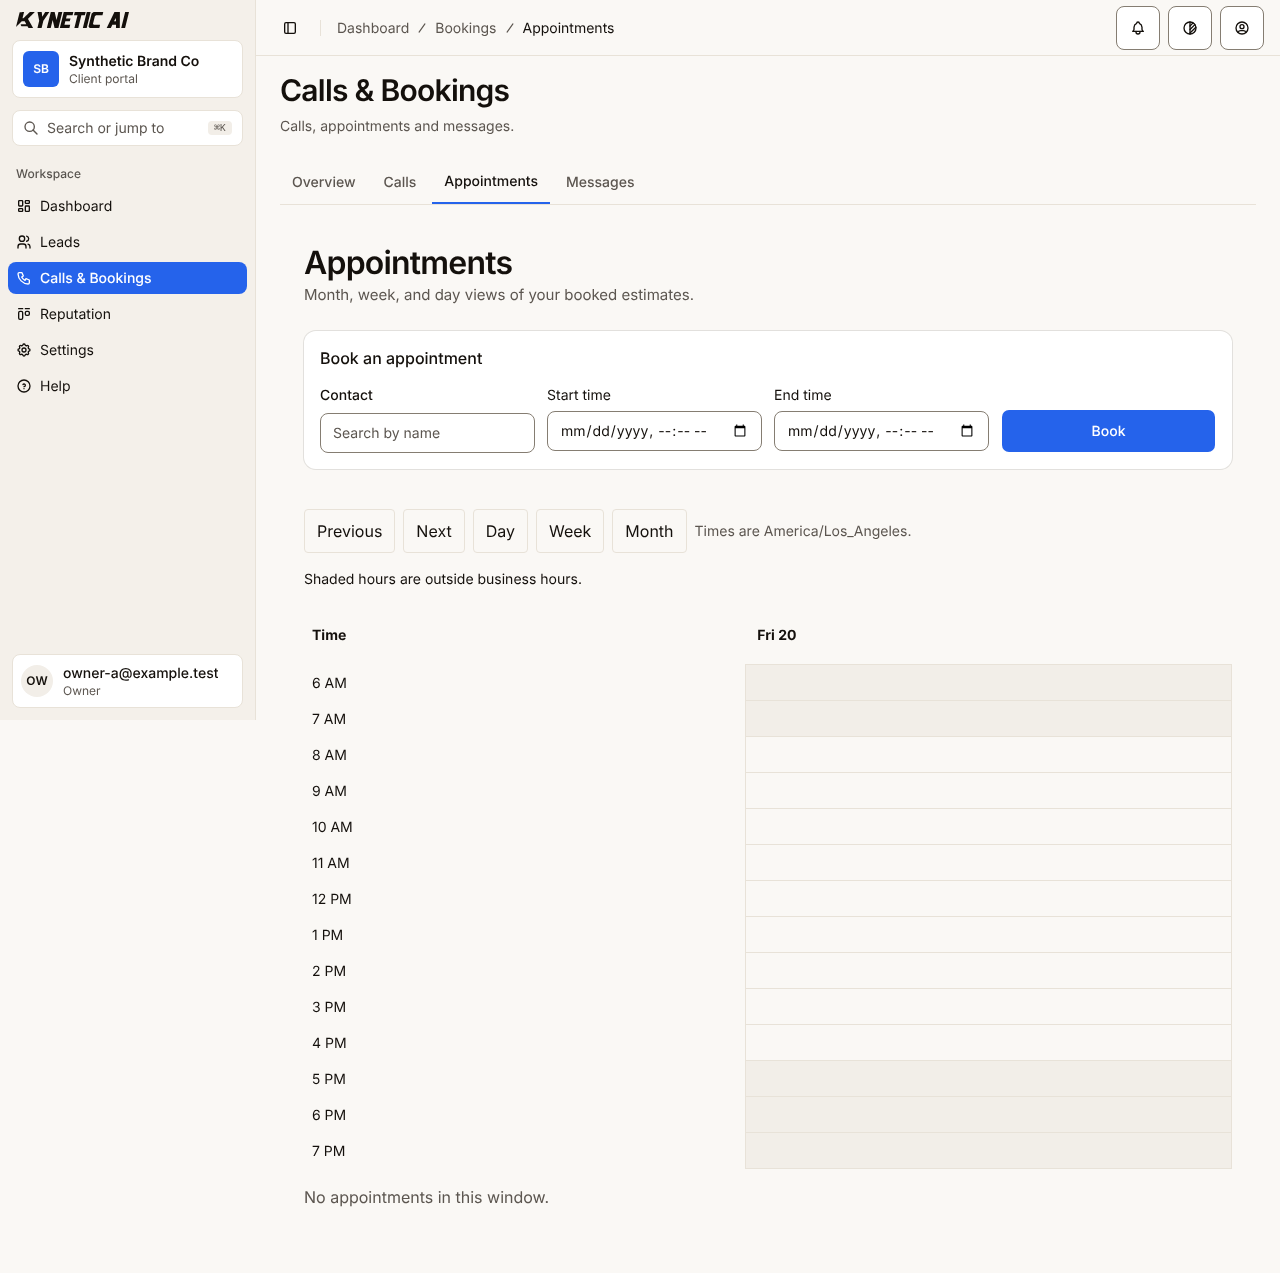 KYNETIC AI
SB
Synthetic Brand Co
Client portal
Search or jump to
⌘K
Workspace
Dashboard
Leads
Calls & Bookings
Reputation
Settings
Help
OW
owner-a@example.test
Owner
Dashboard / Bookings / Appointments
Calls & Bookings
Calls, appointments and messages.
Overview Calls Appointments Messages
Appointments
Month, week, and day views of your booked estimates.
Book an appointment
Contact Start time End time
Search by name mm/dd/yyyy, --:-- -- mm/dd/yyyy, --:-- -- Book
Previous Next Day Week Month Times are America/Los_Angeles.
Shaded hours are outside business hours.
Time Fri 20
6 AM
7 AM
8 AM
9 AM
10 AM
11 AM
12 PM
1 PM
2 PM
3 PM
4 PM
5 PM
6 PM
7 PM
No appointments in this window.